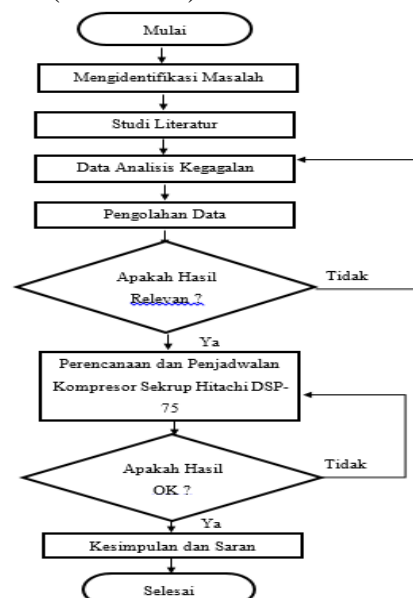 Mulai
Mengidentifikasi Masalah
Studi Literatur
Data Analisis Kegagalan
Pengolahan Data
Apakah Hasil
Relevan ?
Tidak
Ya
Perencanaan dan Penjadwalan
Kompresor Sekrup Hitachi DSP-
75
Apakah Hasil
OK ?
Tidak
Ya
Kesimpulan dan Saran
Selesai